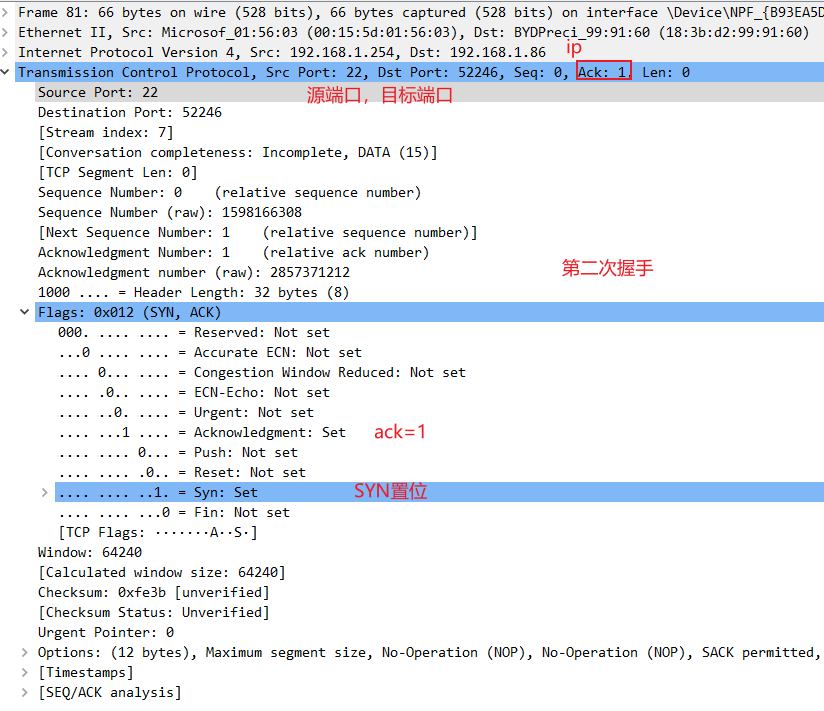 Frame 81: 66 bytes on wire (528 bits), 66 bytes captured (528 bits) on interface \Device\NPF_{B93EA5D
Ethernet II, Src: Microsof_01:56:03 (00:15:5d:01:56:03), Dst: BYDPreci_99:91:60 (18:3b:d2:99:91:60)
Internet Protocol Version 4, Src: 192.168.1.254, Dst: 192.168.1.86
ip
Transmission Control Protocol, Src Port: 22, Dst Port: 52246, Seq: 0, Ack: 1, Len: 0
Source Port: 22
源端口，目标端口
Destination Port: 52246
[Stream index: 7]
[Conversation completeness: Incomplete, DATA (15)]
[TCP Segment Len: 0]
Sequence Number: 0    (relative sequence number)
Sequence Number (raw): 1598166308
[Next Sequence Number: 1    (relative sequence number)]
Acknowledgment Number: 1    (relative ack number)
Acknowledgment number (raw): 2857371212
第二次握手
1000 .... = Header Length: 32 bytes (8)
Flags: 0x012 (SYN, ACK)
000. .... .... = Reserved: Not set
...0 .... .... = Accurate ECN: Not set
.... 0... .... = Congestion Window Reduced: Not set
.... .0.. .... = ECN-Echo: Not set
.... ..0. .... = Urgent: Not set
.... ...1 .... = Acknowledgment: Set
ack=1
.... .... 0... = Push: Not set
.... .... .0.. = Reset: Not set
.... .... ..1. = Syn: Set
SYN置位
.... .... ...0 = Fin: Not set
[TCP Flags: ·······A··S·]
Window: 64240
[Calculated window size: 64240]
Checksum: 0xfe3b [unverified]
[Checksum Status: Unverified]
Urgent Pointer: 0
Options: (12 bytes), Maximum segment size, No-Operation (NOP), No-Operation (NOP), SACK permitted,
[Timestamps]
[SEQ/ACK analysis]